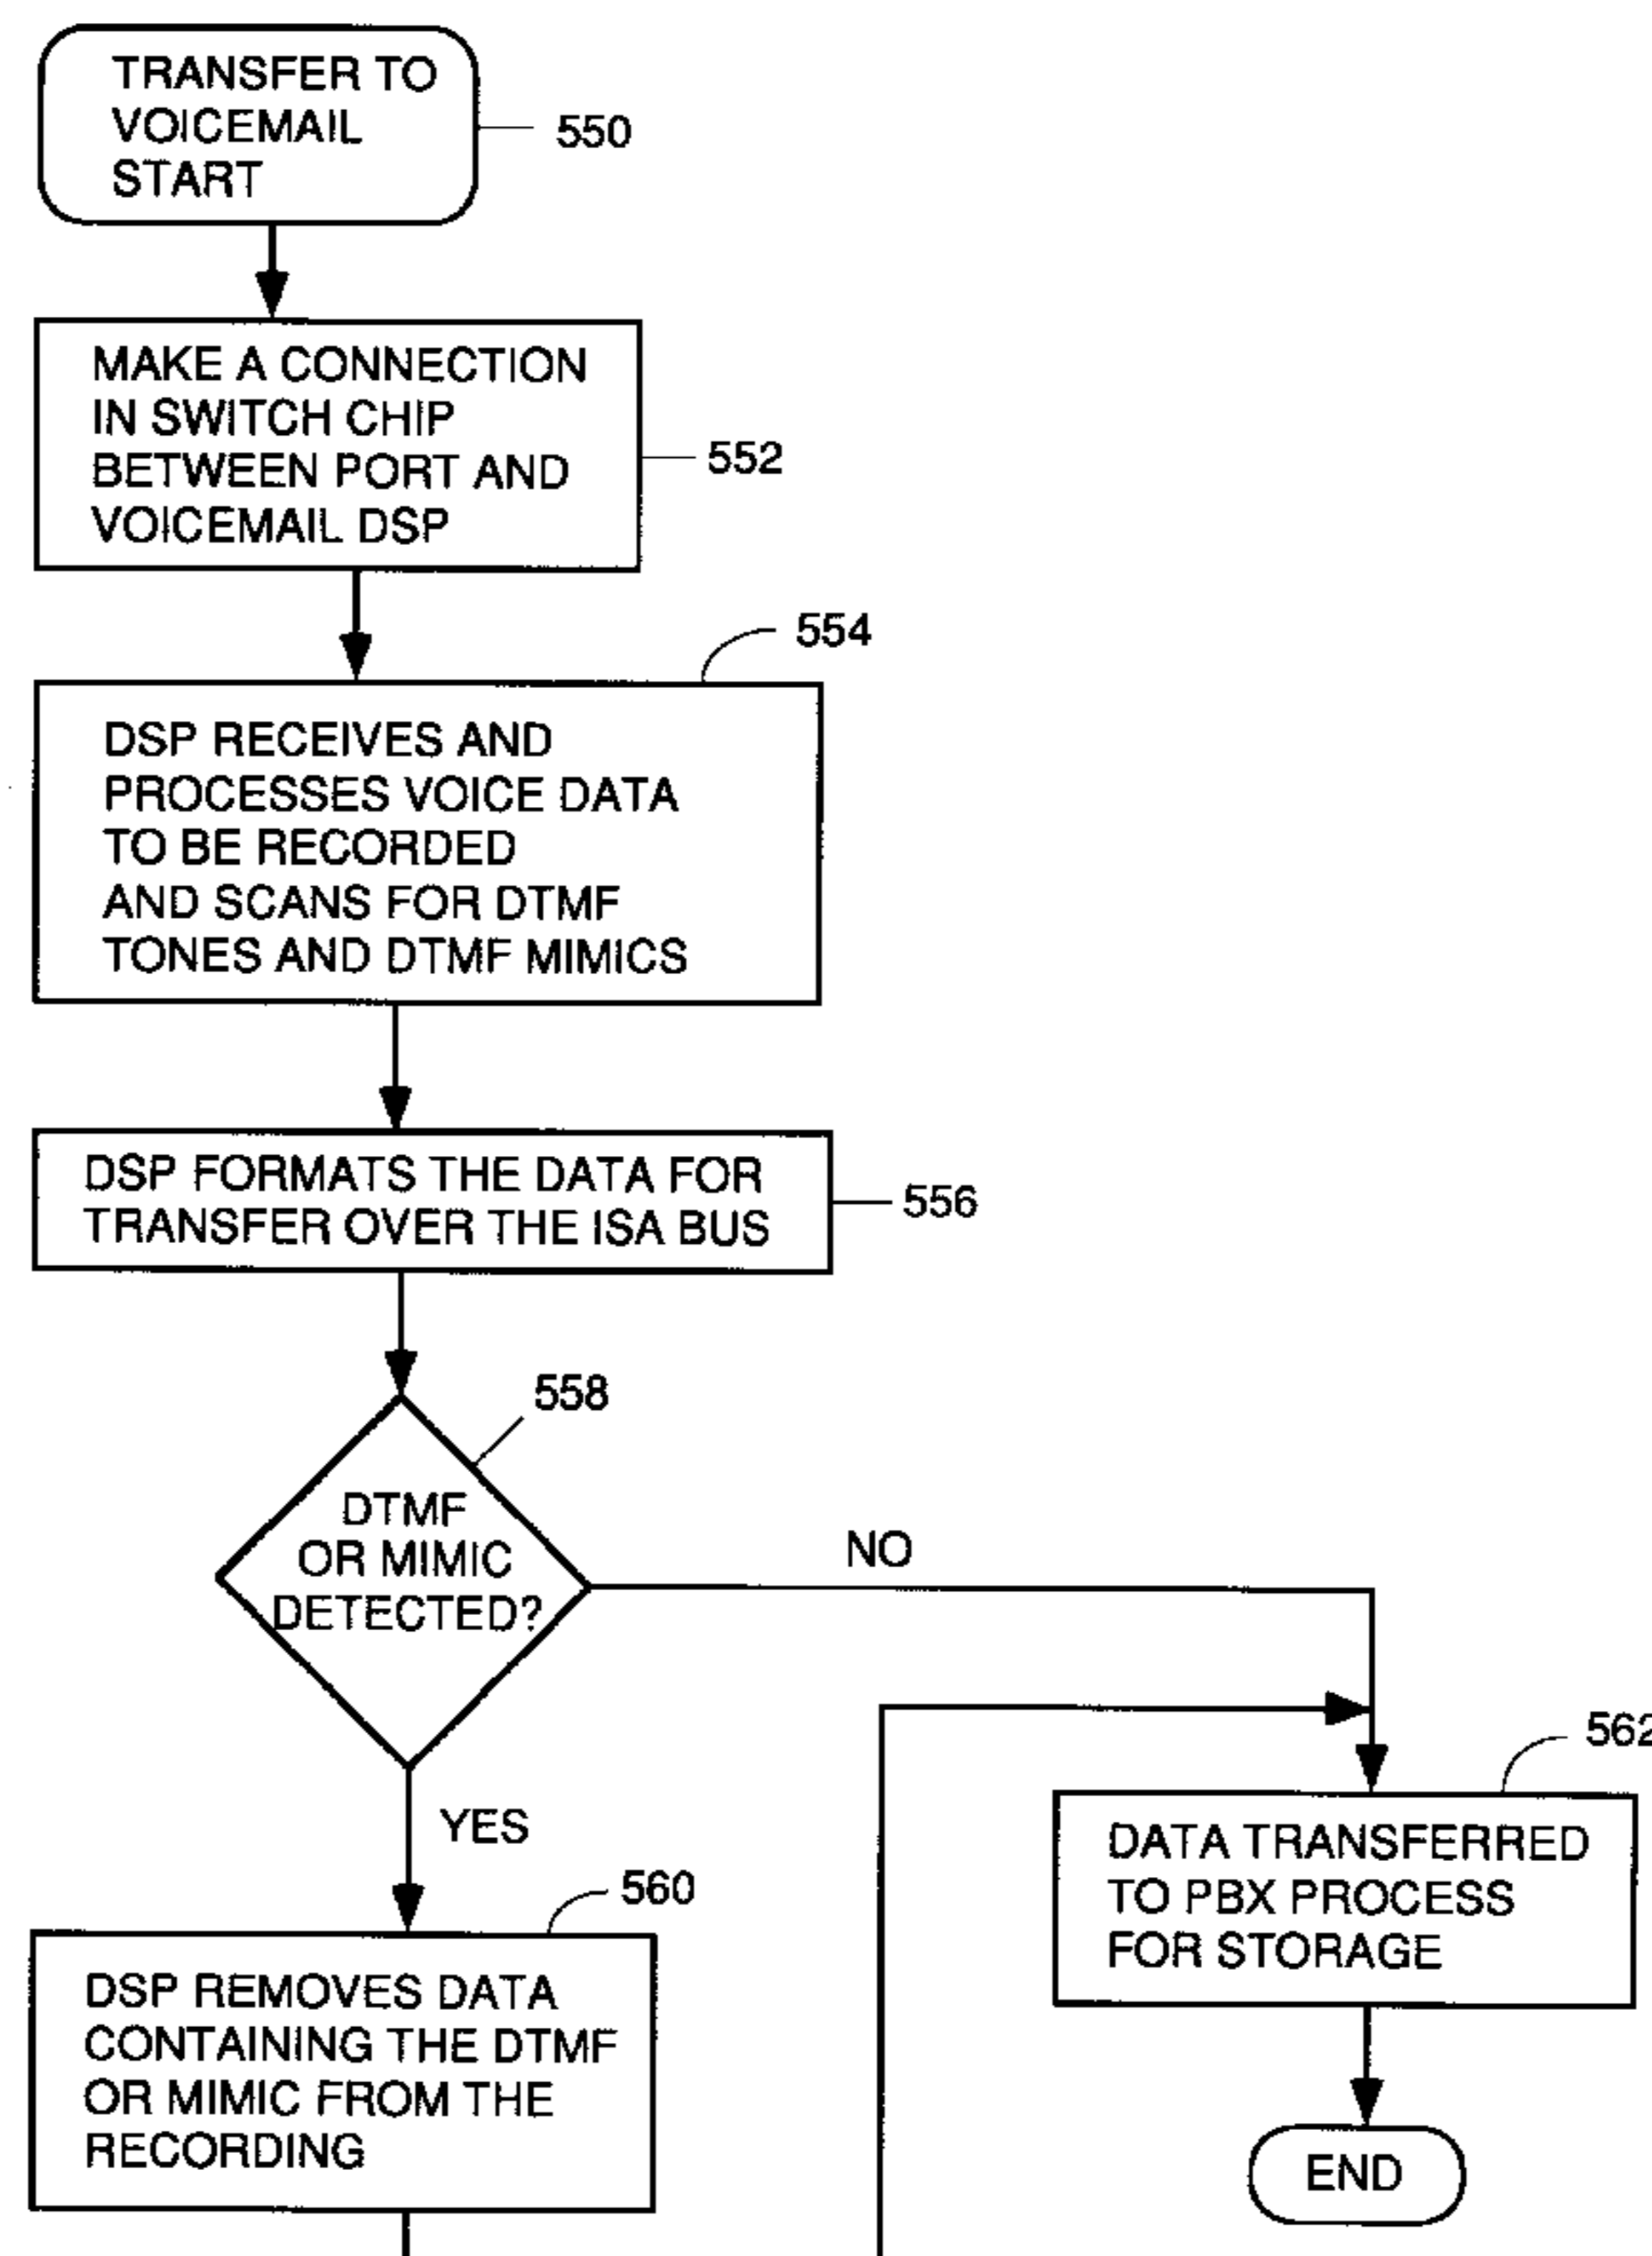 TRANSFER TO
VOICEMAIL
START
550
MAKE A CONNECTION
IN SWITCH CHIP
BETWEEN PORT AND
VOICEMAIL DSP
552
554
DSP RECEIVES AND
PROCESSES VOICE DATA
TO BE RECORDED
AND SCANS FOR DTMF
TONES AND DTMF MIMICS
DSP FORMATS THE DATA FOR
TRANSFER OVER THE ISA BUS
556
558
DTMF
OR MIMIC
DETECTED?
NO
YES
562
DATA TRANSFERRED
TO PBX PROCESS
FOR STORAGE
560
DSP REMOVES DATA
CONTAINING THE DTMF
OR MIMIC FROM THE
RECORDING
END